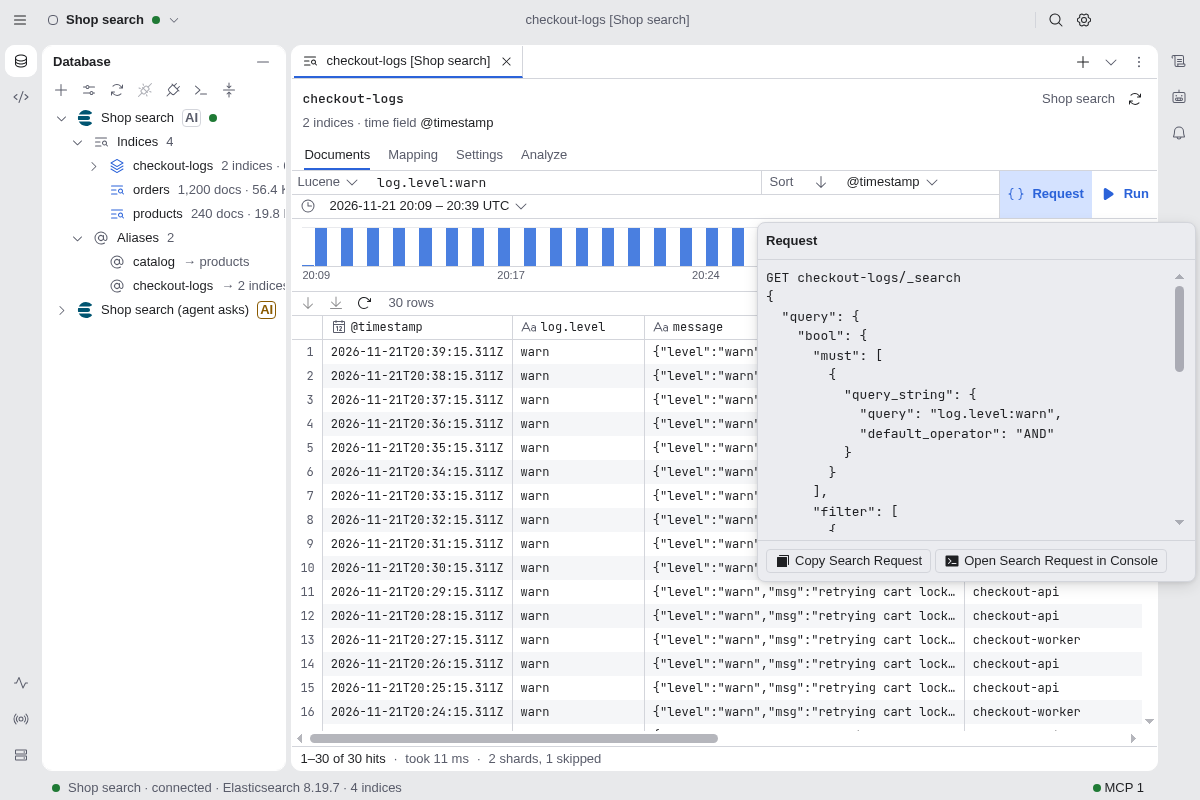 Shop search
checkout-logs [Shop search]
Database
checkout-logs [Shop search]
Shop search AI
Indices 4
checkout-logs 2 indices ·
orders 1,200 docs · 56.4
products 240 docs · 19.8
Aliases 2
catalog → products
checkout-logs → 2 indices
Shop search (agent asks) AI
checkout-logs
Shop search
2 indices · time field @timestamp
Documents Mapping Settings Analyze
Lucene log.level:warn Sort @timestamp
{ } Request Run
2026-11-21 20:09 – 20:39 UTC
20:09 20:17 20:24
30 rows
@timestamp log.level message
1 2026-11-21T20:39:15.311Z warn {"level":"warn"
2 2026-11-21T20:38:15.311Z warn {"level":"warn"
3 2026-11-21T20:37:15.311Z warn {"level":"warn"
4 2026-11-21T20:36:15.311Z warn {"level":"warn"
5 2026-11-21T20:35:15.311Z warn {"level":"warn"
6 2026-11-21T20:34:15.311Z warn {"level":"warn"
7 2026-11-21T20:33:15.311Z warn {"level":"warn"
8 2026-11-21T20:32:15.311Z warn {"level":"warn"
9 2026-11-21T20:31:15.311Z warn {"level":"warn"
10 2026-11-21T20:30:15.311Z warn {"level":"warn"
11 2026-11-21T20:29:15.311Z warn {"level":"warn","msg":"retrying cart lock… checkout-api
12 2026-11-21T20:28:15.311Z warn {"level":"warn","msg":"retrying cart lock… checkout-api
13 2026-11-21T20:27:15.311Z warn {"level":"warn","msg":"retrying cart lock… checkout-worker
14 2026-11-21T20:26:15.311Z warn {"level":"warn","msg":"retrying cart lock… checkout-api
15 2026-11-21T20:25:15.311Z warn {"level":"warn","msg":"retrying cart lock… checkout-api
16 2026-11-21T20:24:15.311Z warn {"level":"warn","msg":"retrying cart lock… checkout-worker
Request
GET checkout-logs/_search
{
"query": {
"bool": {
"must": [
{
"query_string": {
"query": "log.level:warn",
"default_operator": "AND"
}
}
],
"filter": [
{
Copy Search Request Open Search Request in Console
1–30 of 30 hits · took 11 ms · 2 shards, 1 skipped
Shop search · connected · Elasticsearch 8.19.7 · 4 indices
MCP 1